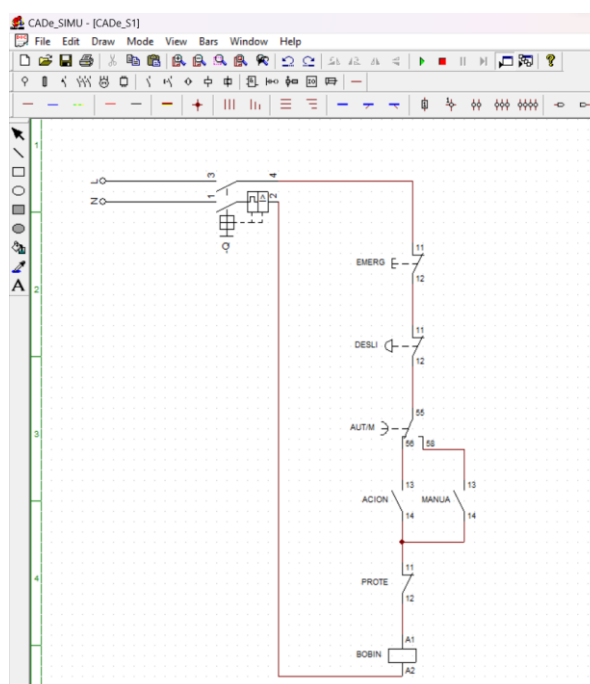 CADe_SIMU - [CADe_S1]
File Edit Draw Mode View Bars Window Help
A
1
2
3
4
L
N
3 4
1 2
Q
11
EMERG
12
11
DESLI
12
55
AUT/M
56 58
13 13
ACION MANUA
14 14
11
PROTE
12
A1
BOBIN
A2